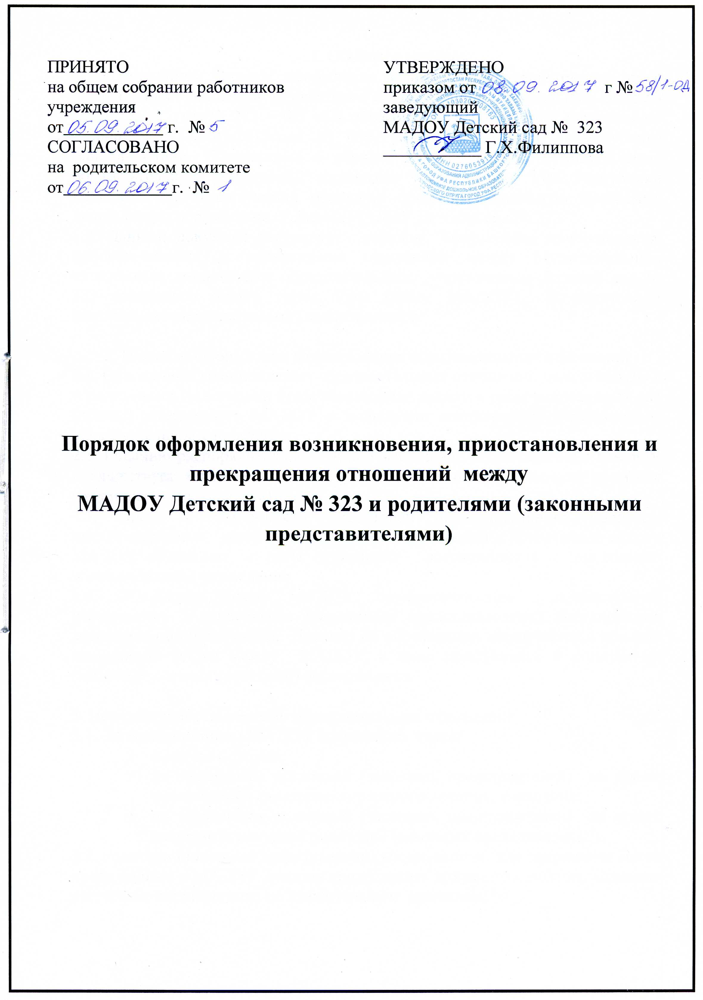 ПРИНЯТО
на общем собрании работников
учреждения
от 05.09.2017 г. № 5
СОГЛАСОВАНО
на родительском комитете
от 06.09.2017 г. № 1
УТВЕРЖДЕНО
приказом от 08.09.2017 г № 58/1-ОД
заведующий
МАДОУ Детский сад № 323
Г.Х.Филиппова
ИНН 0276053916
Порядок оформления возникновения, приостановления и
прекращения отношений между
МАДОУ Детский сад № 323 и родителями (законными
представителями)